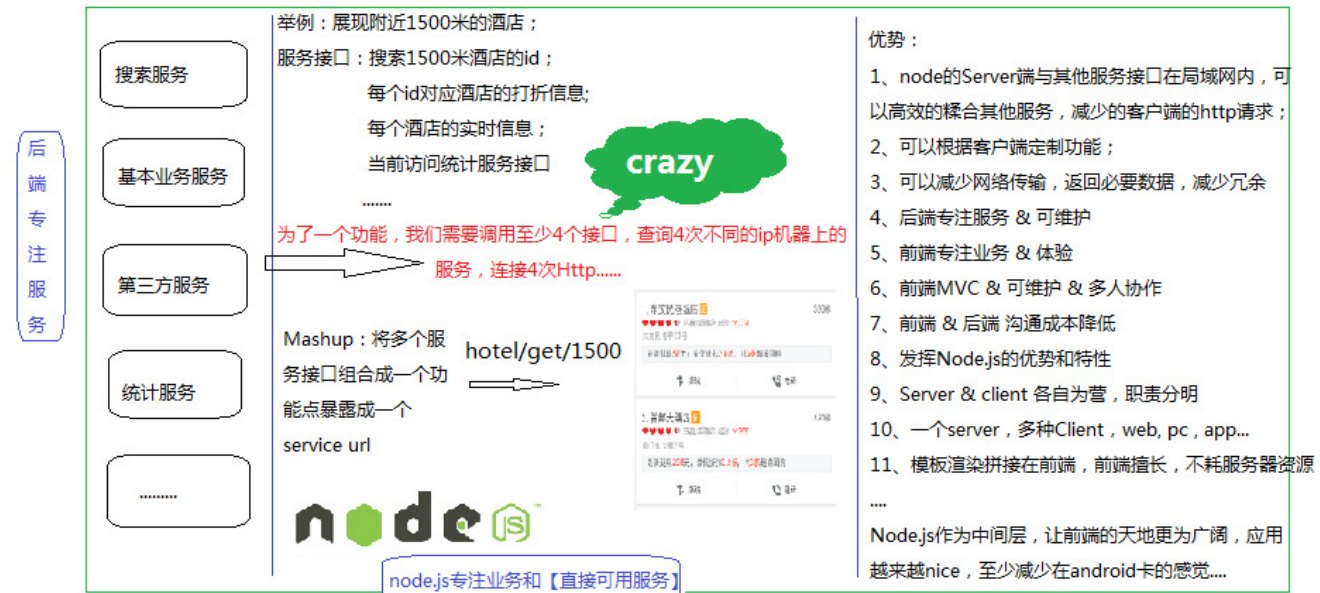 后
端
专
注
服
务
搜索服务
基本业务服务
第三方服务
统计服务
.........
举例：展现附近1500米的酒店；
服务接口：搜索1500米酒店的id；
每个id对应酒店的打折信息;
每个酒店的实时信息；
当前访问统计服务接口
.......
crazy
为了一个功能，我们需要调用至少4个接口，查询4次不同的ip机器上的
服务，连接4次Http......
Mashup：将多个服
务接口组合成一个功
能点暴露成一个
service url
hotel/get/1500
node
JS
node.js专注业务和【直接可用服务】
优势：
1、node的Server端与其他服务接口在局域网内，可
以高效的糅合其他服务，减少的客户端的http请求；
2、可以根据客户端定制功能；
3、可以减少网络传输，返回必要数据，减少冗余
4、后端专注服务 & 可维护
5、前端专注业务 & 体验
6、前端MVC & 可维护 & 多人协作
7、前端 & 后端 沟通成本降低
8、发挥Node.js的优势和特性
9、Server & client 各自为营，职责分明
10、一个server，多种Client，web, pc , app...
11、模板渲染拼接在前端，前端擅长，不耗服务器资源
....
Node.js作为中间层，让前端的天地更为广阔，应用
越来越nice，至少减少在android卡的感觉....